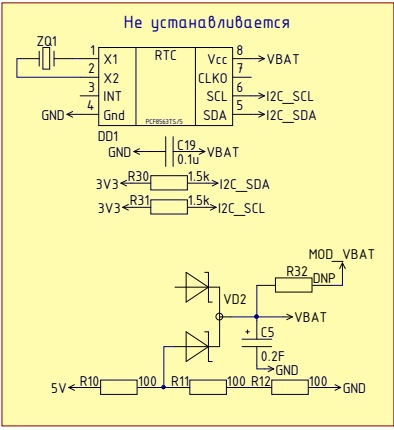 Не устанавливается
ZQ1
1 X1 RTC Vcc 8 VBAT
2 X2 CLKO 7
3 INT SCL 6 I2C_SCL
GND 4 Gnd PCF8563TS/5 SDA 5 I2C_SDA
DD1
GND C19 VBAT
0.1u
3V3 R30 1.5k I2C_SDA
3V3 R31 1.5k I2C_SCL
MOD_VBAT
R32 DNP
VD2
VBAT
+ C5
0.2F
GND
5V R10 100 R11 100 R12 100 GND